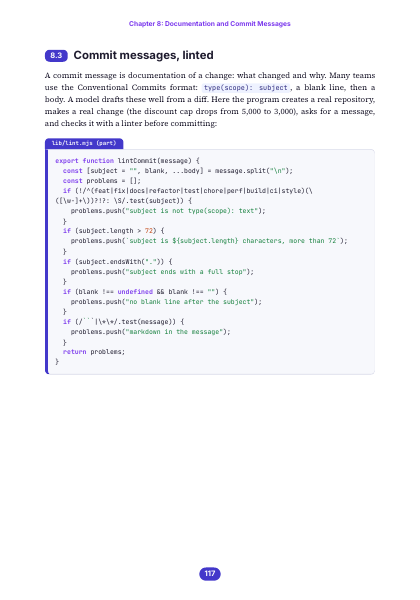 Chapter 8: Documentation and Commit Messages
8.3 Commit messages, linted
A commit message is documentation of a change: what changed and why. Many teams
use the Conventional Commits format: type(scope): subject, a blank line, then a
body. A model drafts these well from a diff. Here the program creates a real repository,
makes a real change (the discount cap drops from 5,000 to 3,000), asks for a message,
and checks it with a linter before committing:
lib/lint.mjs (part)
export function lintCommit(message) {
  const [subject = "", blank, ...body] = message.split("\n");
  const problems = [];
  if (!/^(feat|fix|docs|refactor|test|chore|perf|build|ci|style)(\
([\w-]+\))?!?: \S/.test(subject)) {
    problems.push("subject is not type(scope): text");
  }
  if (subject.length > 72) {
    problems.push(`subject is ${subject.length} characters, more than 72`);
  }
  if (subject.endsWith(".")) {
    problems.push("subject ends with a full stop");
  }
  if (blank !== undefined && blank !== "") {
    problems.push("no blank line after the subject");
  }
  if (/```|\*\*/.test(message)) {
    problems.push("markdown in the message");
  }
  return problems;
}
117